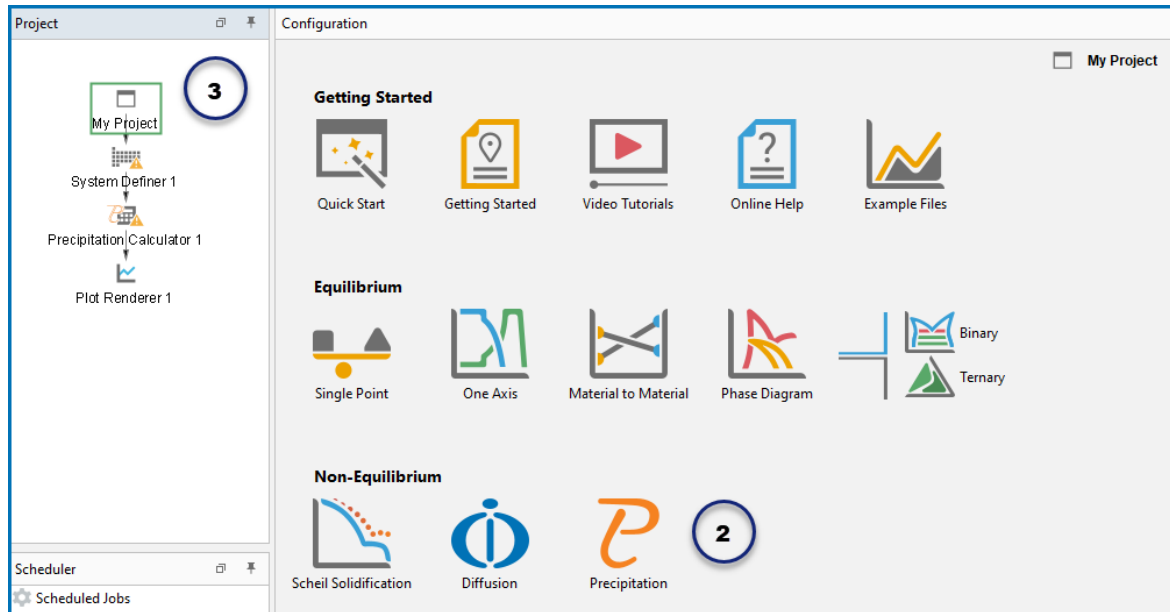 Project
Configuration
My Project
3
My Project
System Definer 1
Precipitation Calculator 1
Plot Renderer 1
Getting Started
Quick Start
Getting Started
Video Tutorials
?
Online Help
Example Files
Equilibrium
Single Point
One Axis
Material to Material
Phase Diagram
Binary
Ternary
Non-Equilibrium
Scheil Solidification
Diffusion
Precipitation
2
Scheduler
Scheduled Jobs